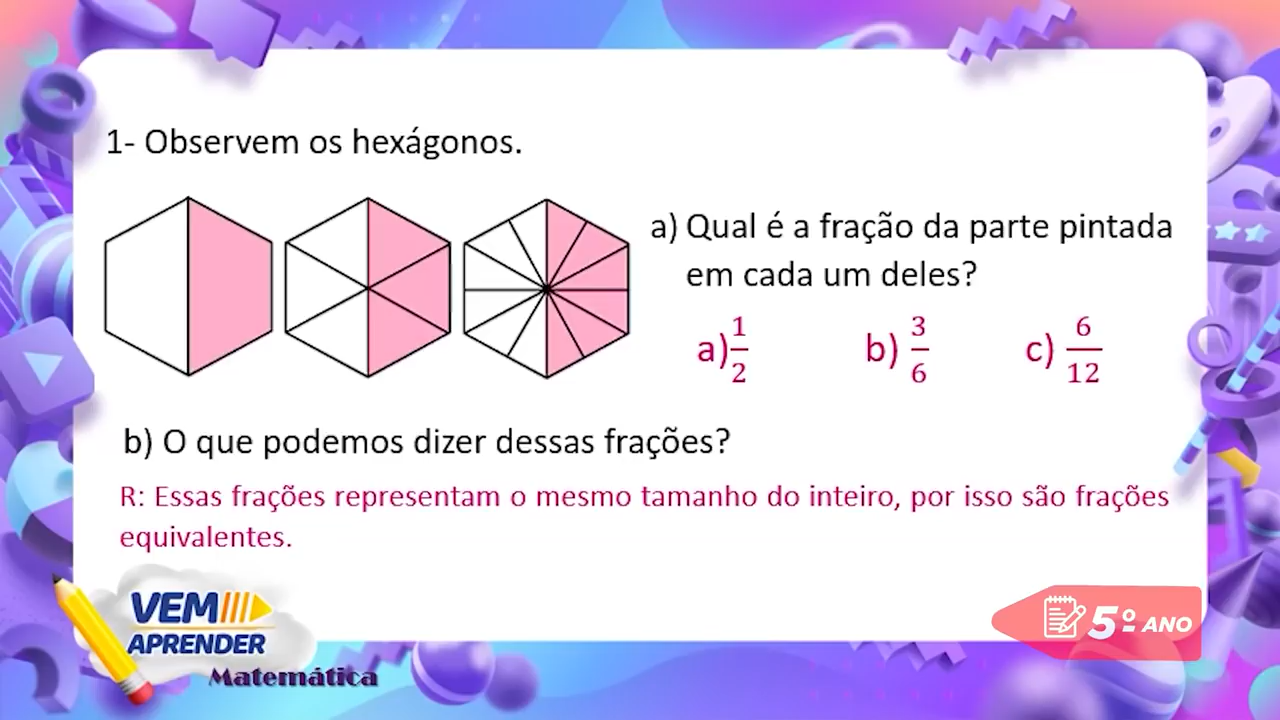 1- Observem os hexágonos.
a) Qual é a fração da parte pintada
em cada um deles?
a) 1/2 b) 3/6 c) 6/12
b) O que podemos dizer dessas frações?
R: Essas frações representam o mesmo tamanho do inteiro, por isso são frações
equivalentes.
VEM
APRENDER
Matemática
5º ANO